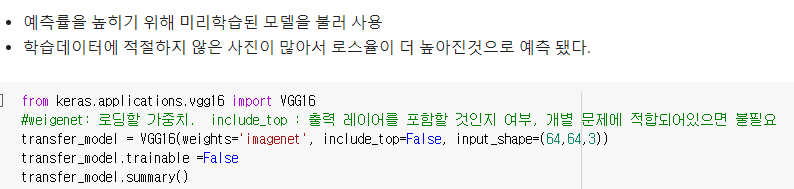 예측률을 높히기 위해 미리학습된 모델을 불러 사용
학습데이터에 적절하지 않은 사진이 많아서 로스율이 더 높아진것으로 예측 됐다.
from keras.applications.vgg16 import VGG16
#weigenet: 로딩할 가중치.  include_top : 출력 레이어를 포함할 것인지 여부, 개별 문제에 적합되어있으면 불필요
transfer_model = VGG16(weights='imagenet', include_top=False, input_shape=(64,64,3))
transfer_model.trainable =False
transfer_model.summary()